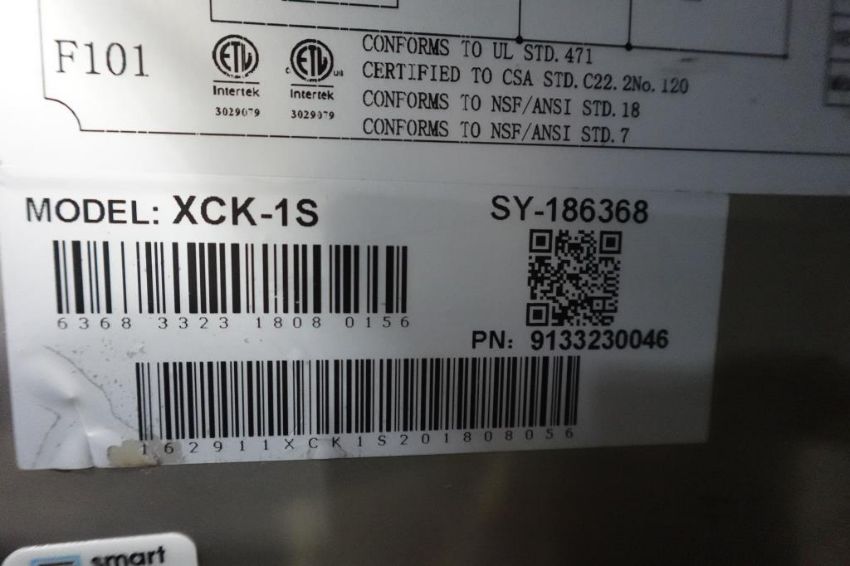 F101
ETL
Intertek
3029079
ETL
Intertek
3029079
CONFORMS TO UL STD.471
CERTIFIED TO CSA STD.C22.2No.120
CONFORMS TO NSF/ANSI STD.18
CONFORMS TO NSF/ANSI STD.7
MODEL: XCK-1S
SY-186368
6368 3323 1808 0156
PN: 9133230046
162911XCK1S201808056
smart